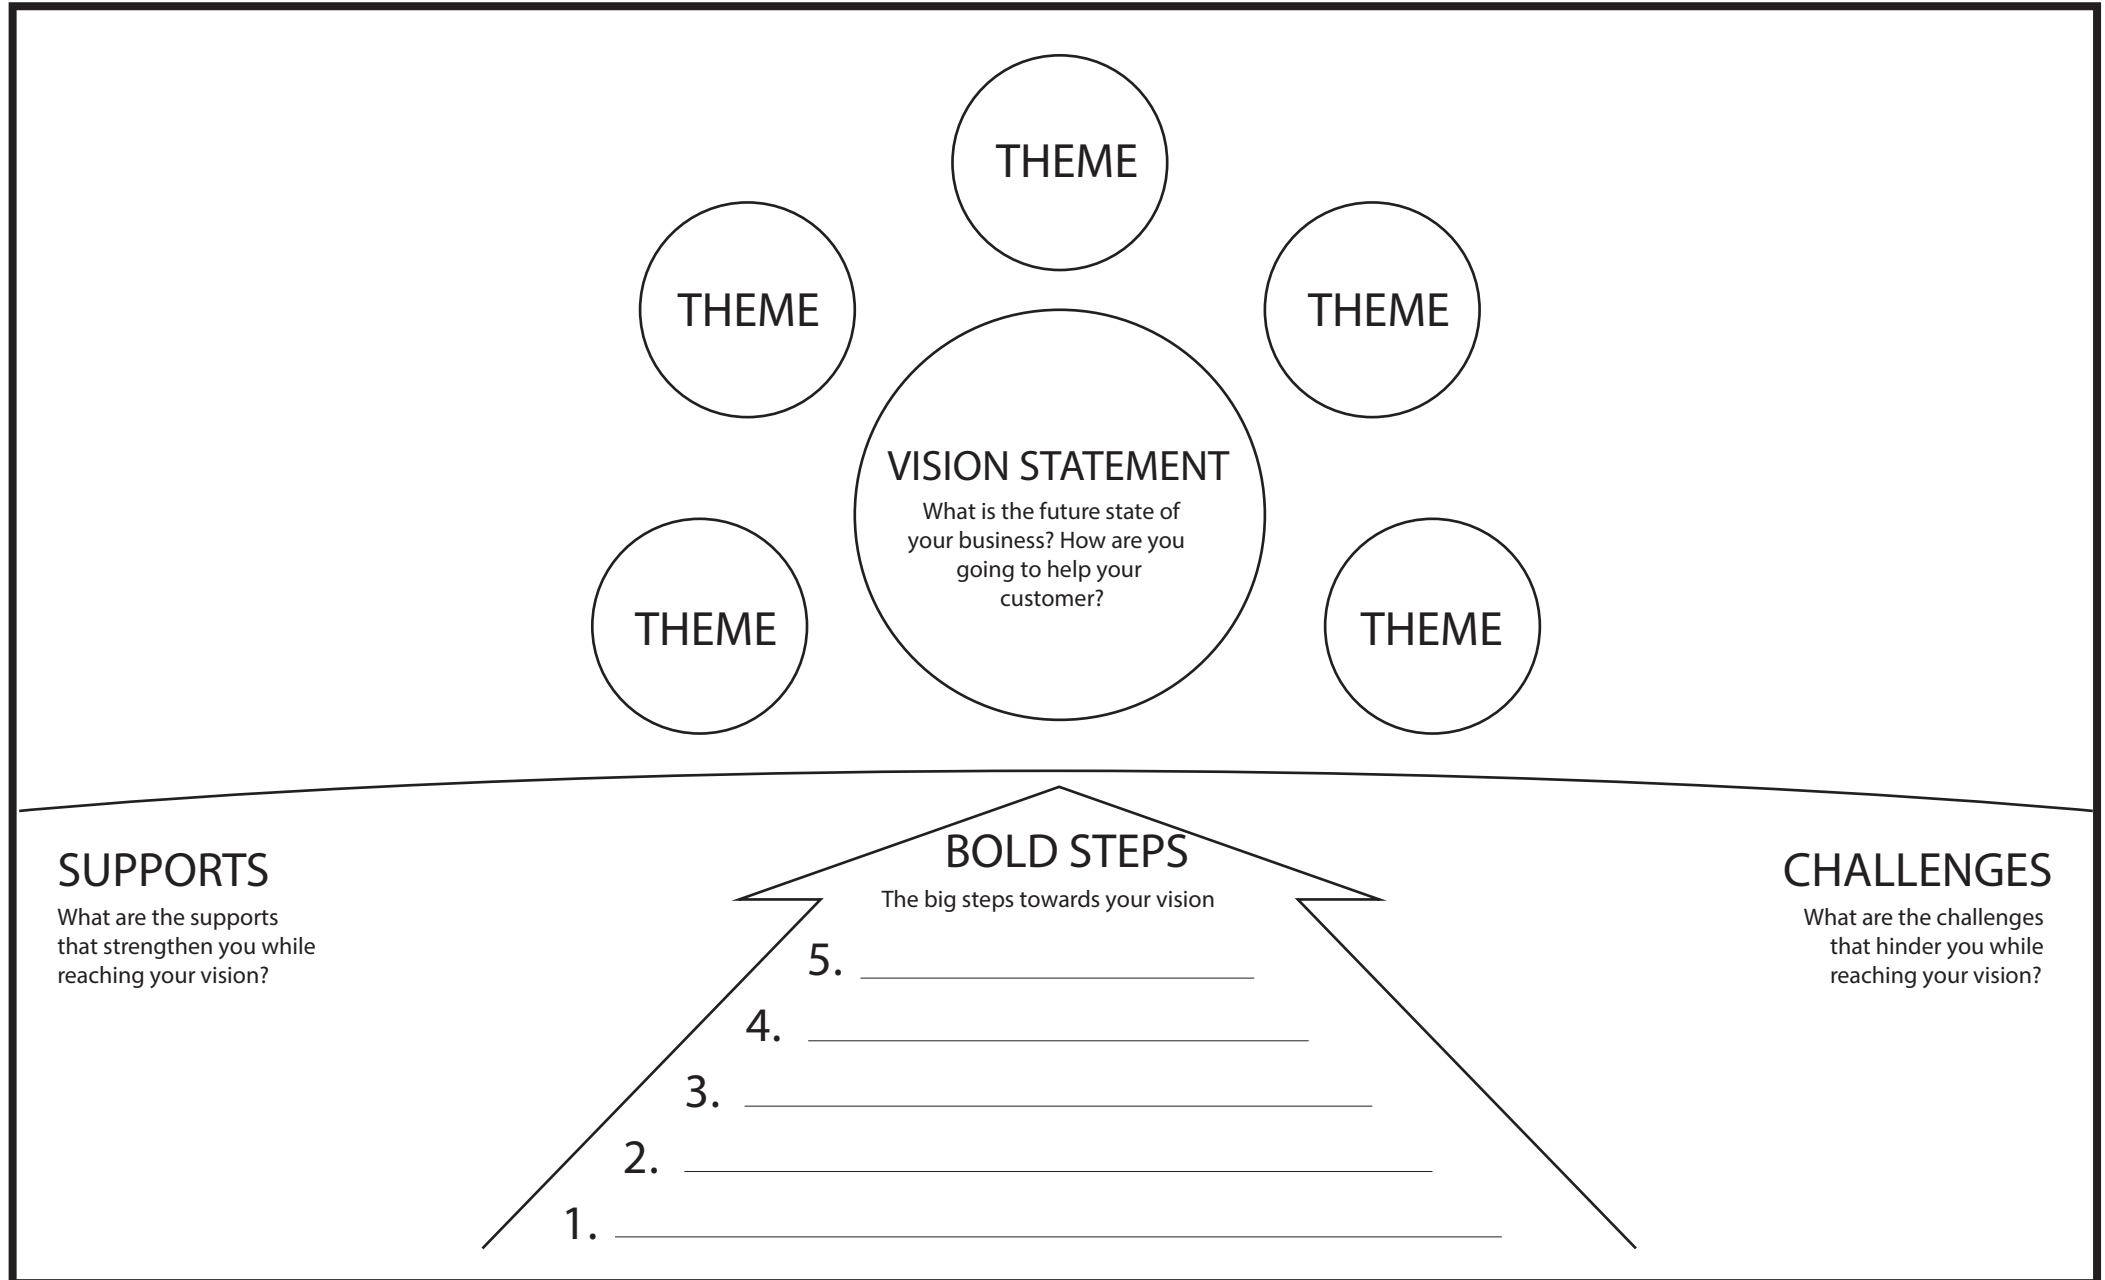 THEME
THEME
THEME
THEME
THEME
VISION STATEMENT
What is the future state of
your business? How are you
going to help your
customer?
SUPPORTS
What are the supports
that strengthen you while
reaching your vision?
BOLD STEPS
The big steps towards your vision
5.
4.
3.
2.
1.
CHALLENGES
What are the challenges
that hinder you while
reaching your vision?